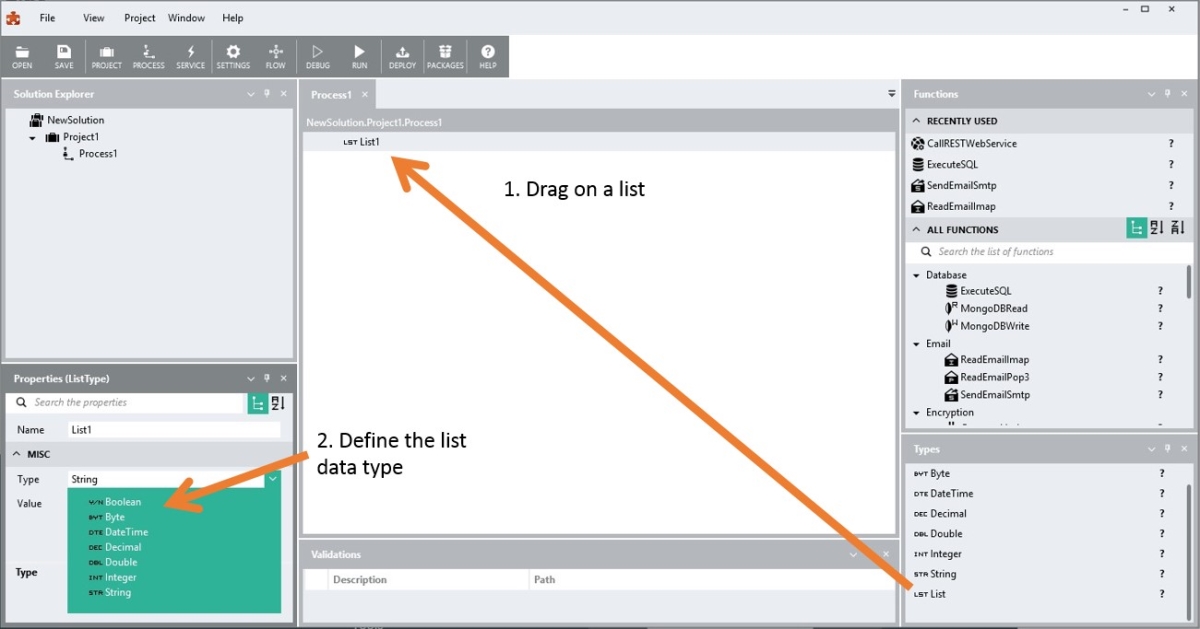 File View Project Window Help
OPEN SAVE PROJECT PROCESS SERVICE SETTINGS FLOW DEBUG RUN DEPLOY PACKAGES HELP
Solution Explorer
NewSolution
Project1
Process1
Properties (ListType)
Search the properties
Name List1
MISC
Type String
Value
Y/N Boolean
BYT Byte
DTE DateTime
DEC Decimal
DBL Double
INT Integer
STR String
Type
Process1
NewSolution.Project1.Process1
LST List1
1. Drag on a list
2. Define the list
data type
Validations
Description Path
Functions
RECENTLY USED
CallRESTWebService ?
ExecuteSQL ?
SendEmailSmtp ?
ReadEmailImap ?
ALL FUNCTIONS
Search the list of functions
Database
ExecuteSQL ?
MongoDBRead ?
MongoDBWrite ?
Email
ReadEmailImap ?
ReadEmailPop3 ?
SendEmailSmtp ?
Encryption
Types
BYT Byte ?
DTE DateTime ?
DEC Decimal ?
DBL Double ?
INT Integer ?
STR String ?
LST List ?